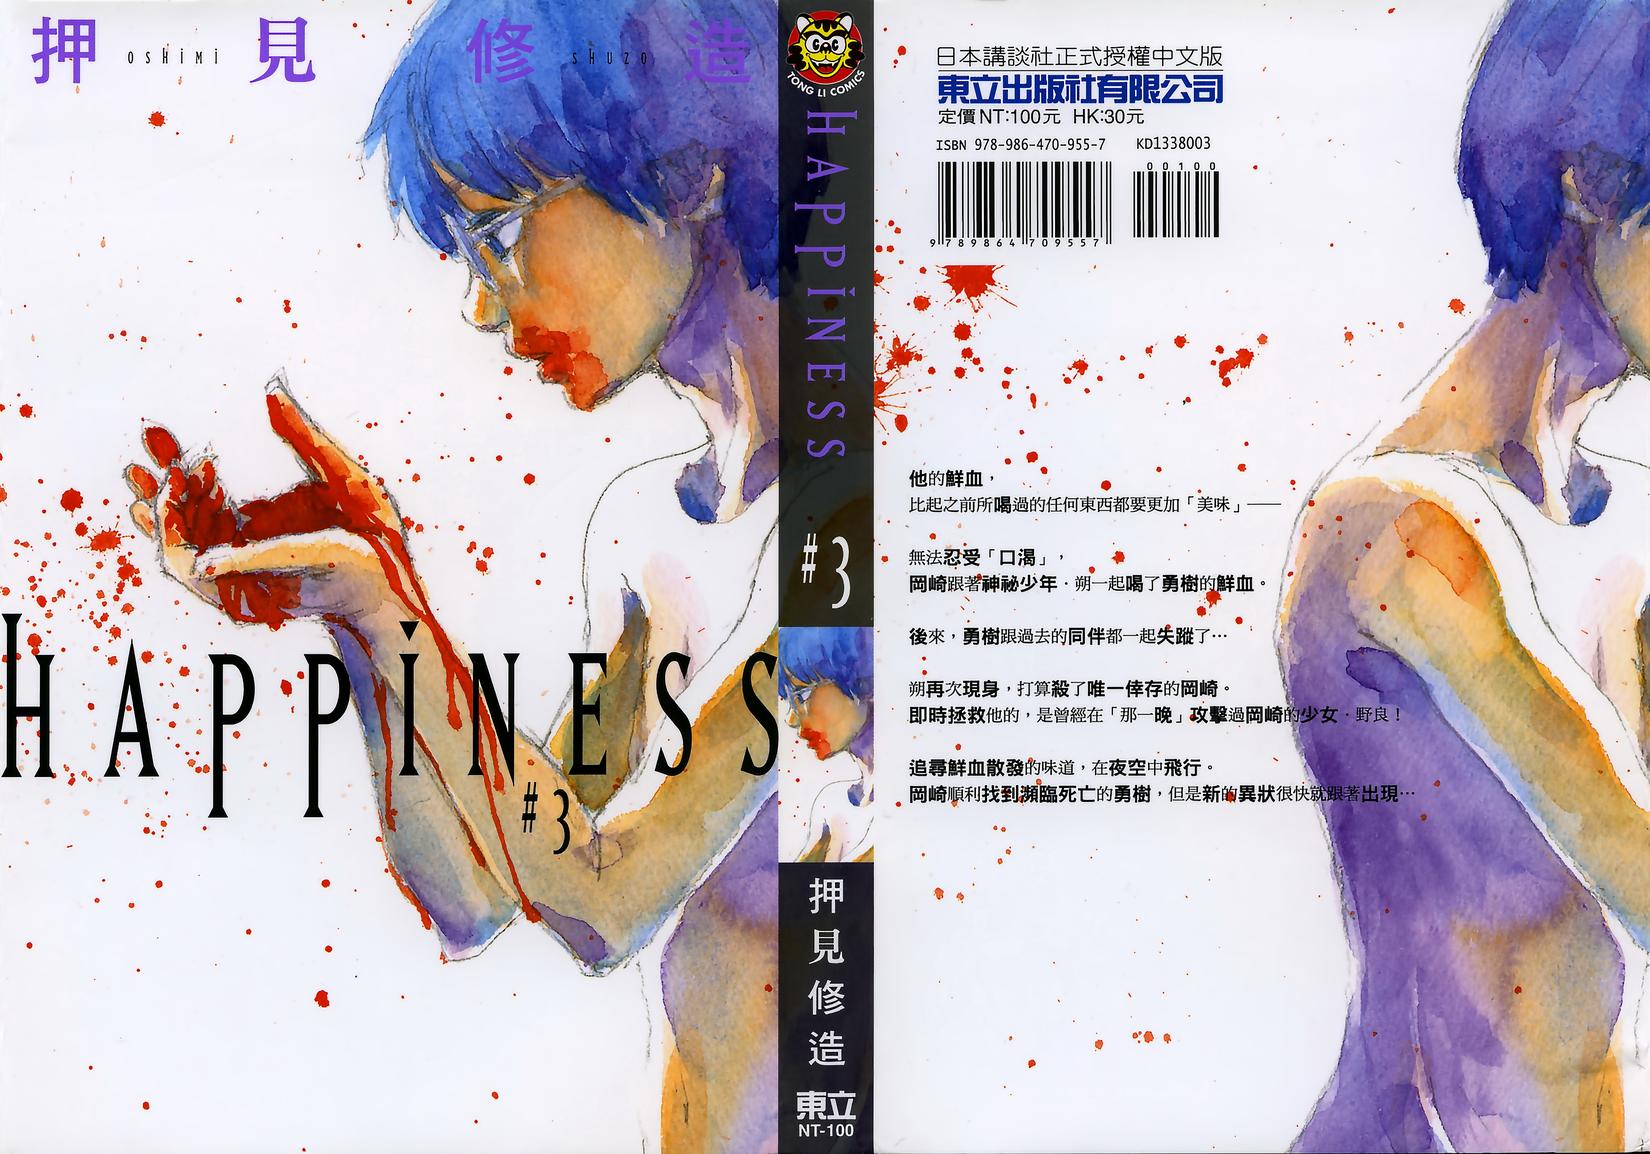 押 oshimi 見 修 shuzo 造
HAPPINESS
#3
TONG LI COMICS
HAPPINESS
#3
押見修造
東立
NT-100
日本講談社正式授權中文版
東立出版社有限公司
定價NT:100元 HK:30元
ISBN 978-986-470-955-7 KD1338003
00100
9789864709557
他的鮮血，
比起之前所喝過的任何東西都要更加「美味」——
無法忍受「口渴」，
岡崎跟著神祕少年．朔一起喝了勇樹的鮮血。
後來，勇樹跟過去的同伴都一起失蹤了…
朔再次現身，打算殺了唯一倖存的岡崎。
即時拯救他的，是曾經在「那一晚」攻擊過岡崎的少女．野良！
追尋鮮血散發的味道，在夜空中飛行。
岡崎順利找到瀕臨死亡的勇樹，但是新的異狀很快就跟著出現…